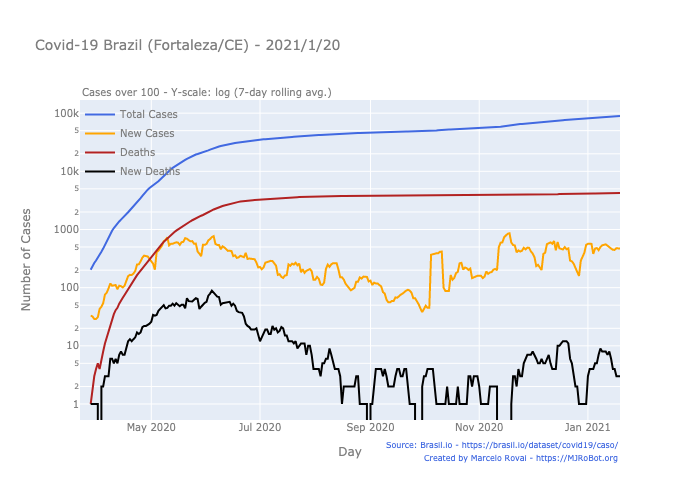 Covid-19 Brazil (Fortaleza/CE) - 2021/1/20
Cases over 100 - Y-scale: log (7-day rolling avg.)
Total Cases
New Cases
Deaths
New Deaths
Number of Cases
100k
5
2
10k
5
2
1000
5
2
100
5
2
10
5
2
1
May 2020
Jul 2020
Sep 2020
Nov 2020
Jan 2021
Day
Source: Brasil.io - https://brasil.io/dataset/covid19/caso/
Created by Marcelo Rovai - https://MJRoBot.org